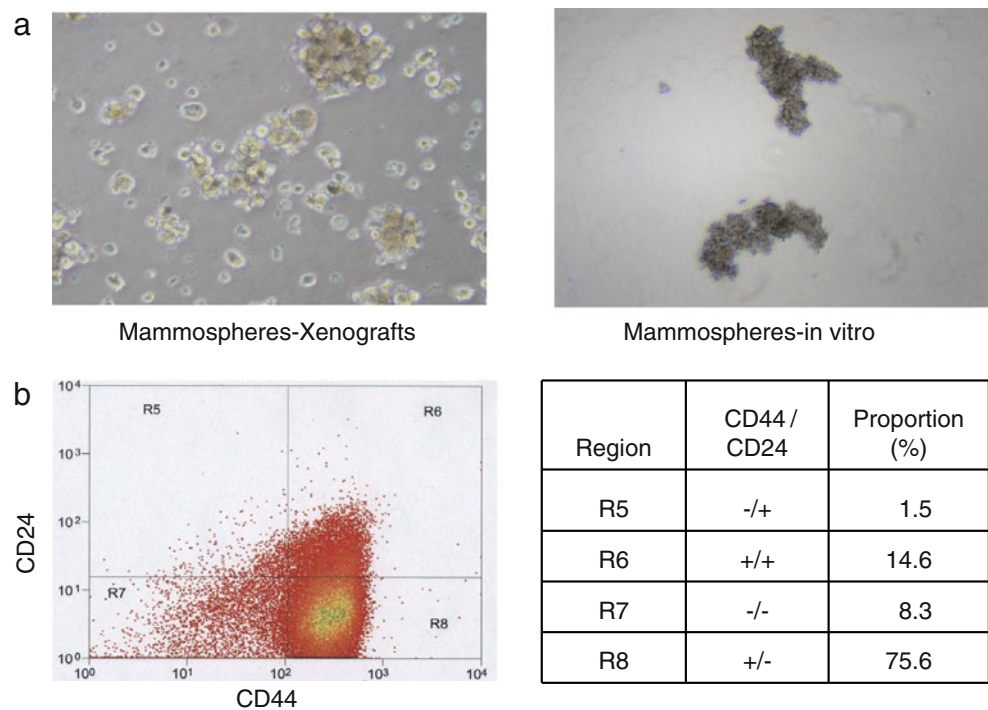 a
Mammospheres-Xenografts
Mammospheres-in vitro
b
10⁴
R5
R6
10³
10²
10¹
R7
R8
10⁰
10⁰ 10¹ 10² 10³ 10⁴
CD24
CD44
Region CD44 / CD24 Proportion (%)
R5 -/+ 1.5
R6 +/+ 14.6
R7 -/- 8.3
R8 +/- 75.6